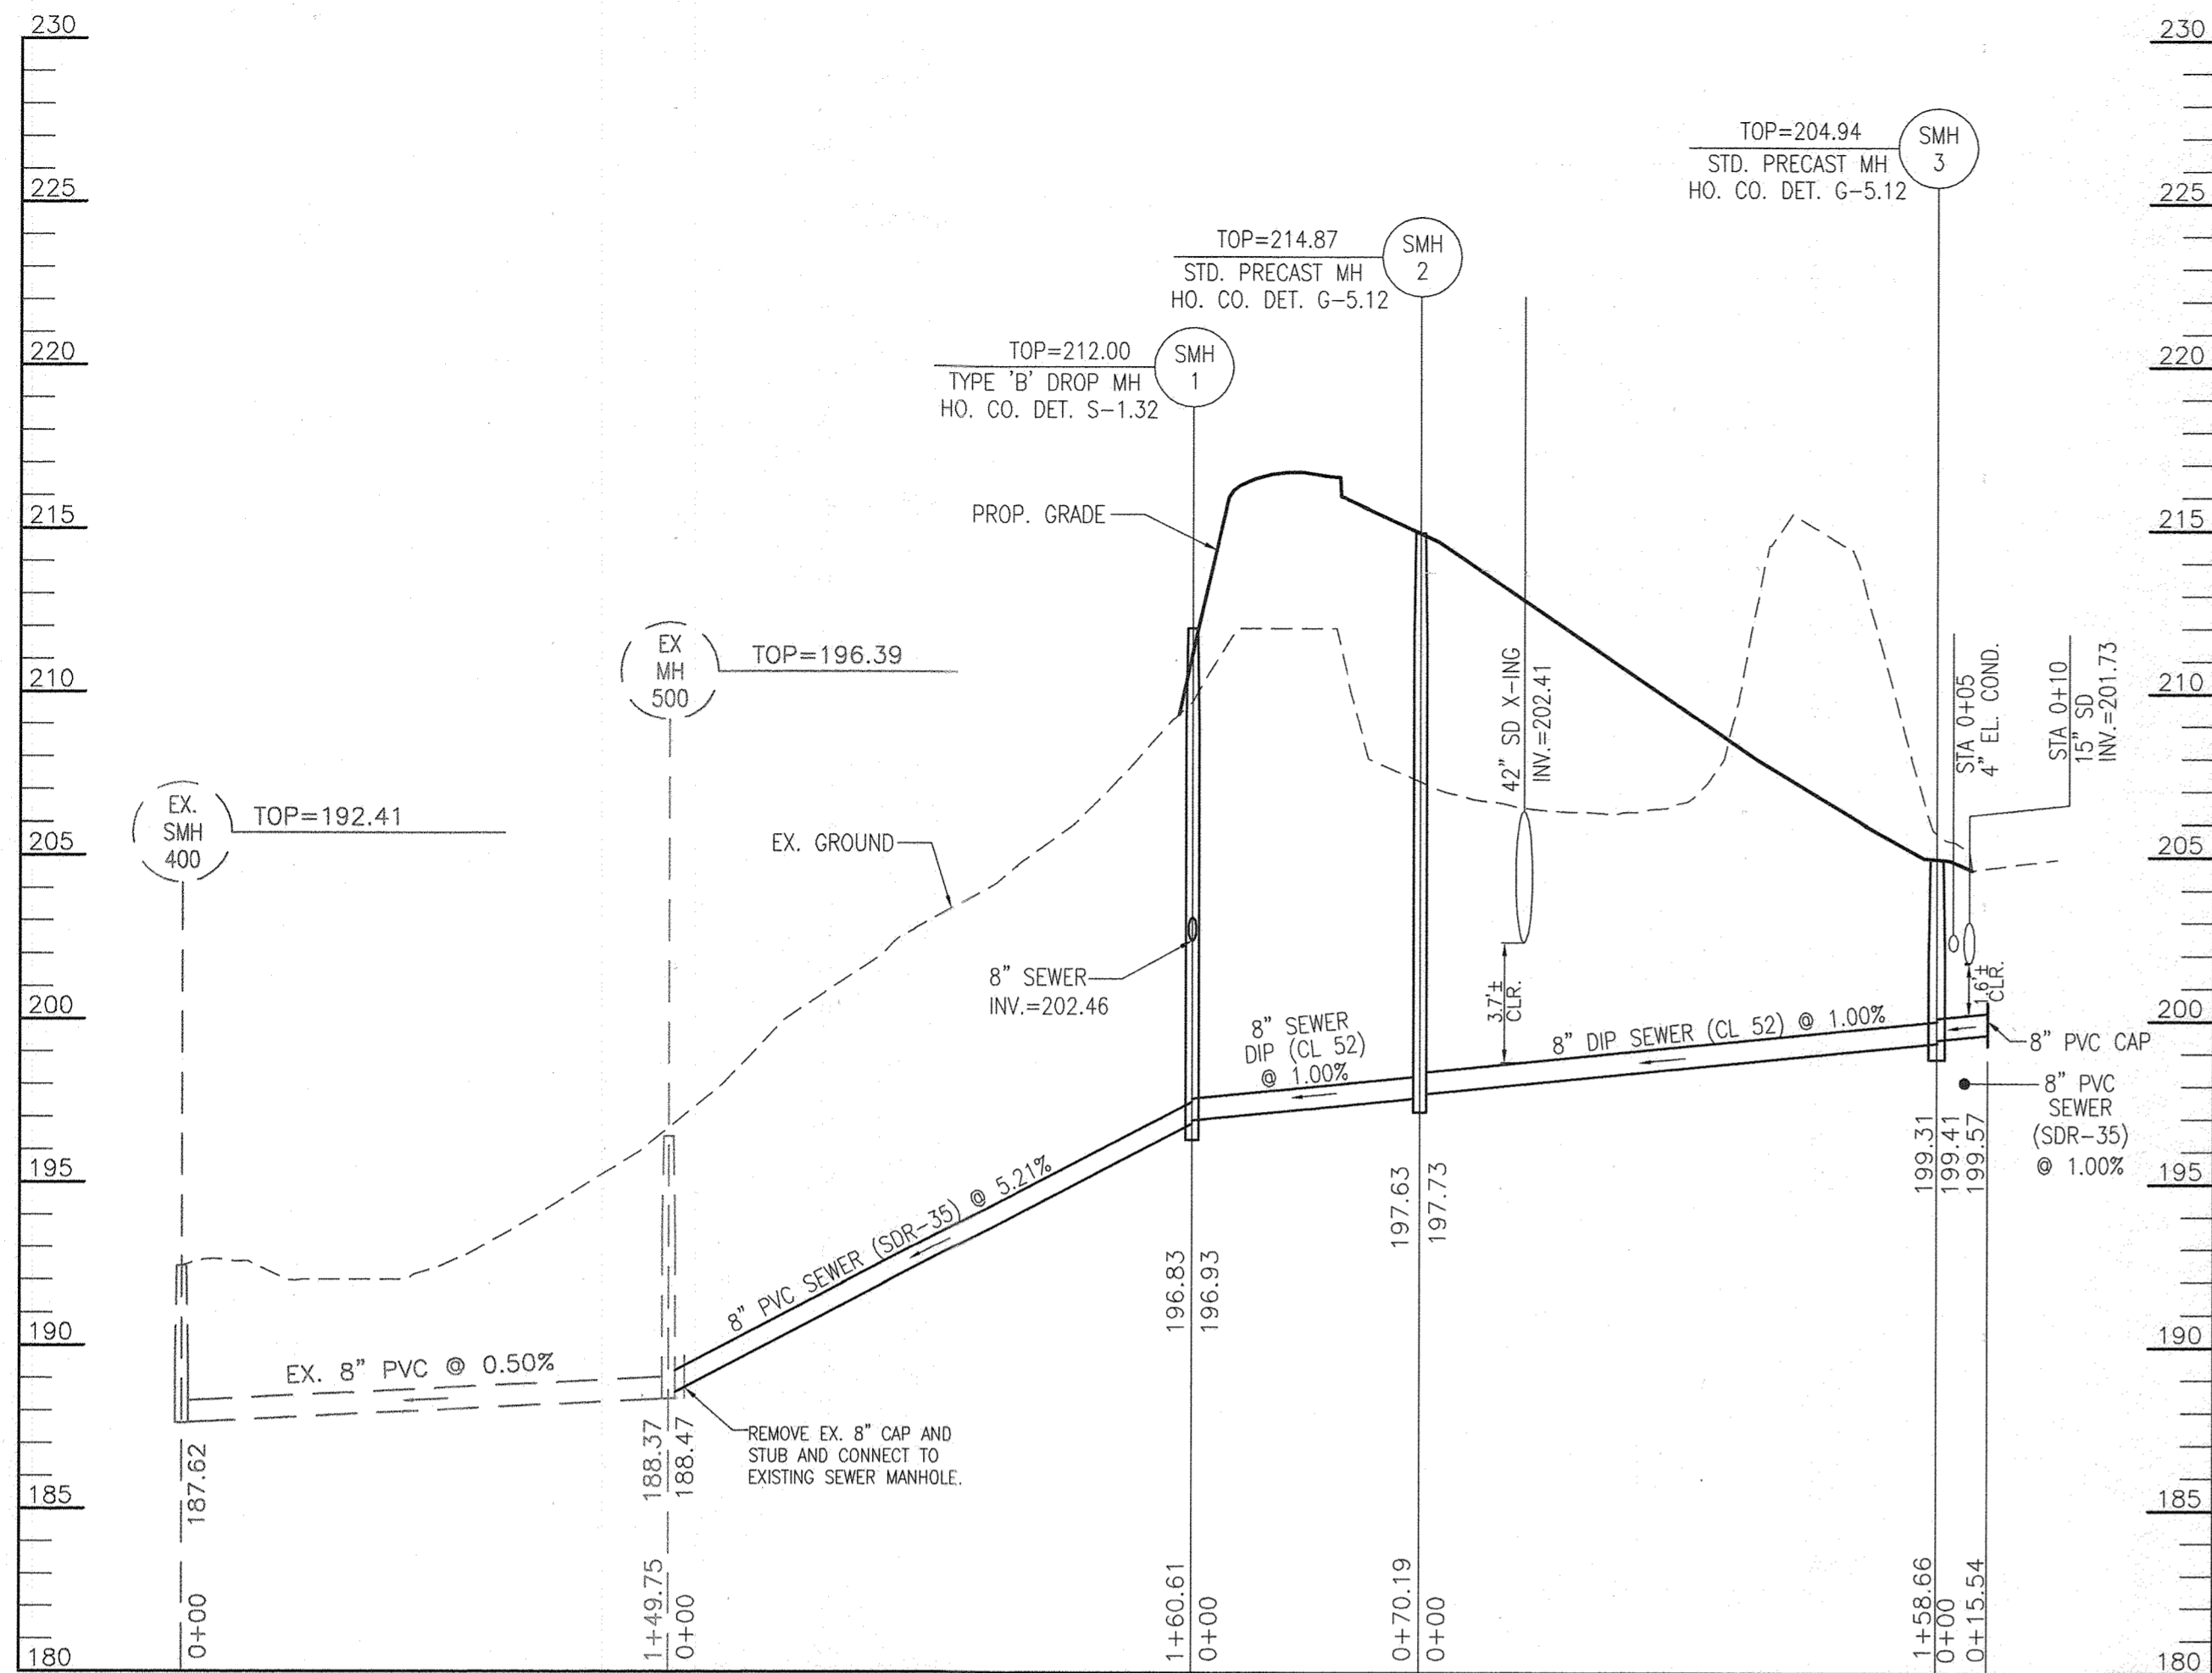 230
225
220
215
210
205
200
195
190
185
180
230
225
220
215
210
205
200
195
190
185
180
EX.
SMH
400
TOP=192.41
EX
MH
500
TOP=196.39
TOP=212.00
TYPE 'B' DROP MH
HO. CO. DET. S-1.32
SMH
1
TOP=214.87
STD. PRECAST MH
HO. CO. DET. G-5.12
SMH
2
TOP=204.94
STD. PRECAST MH
HO. CO. DET. G-5.12
SMH
3
PROP. GRADE
EX. GROUND
8" SEWER
INV.=202.46
42" SD X-ING
INV.=202.41
STA 0+05
4" EL. COND.
STA 0+10
15" SD
INV.=201.73
3.7'±
CLR.
1.6'±
CLR.
8" SEWER
DIP (CL 52)
@ 1.00%
8" DIP SEWER (CL 52) @ 1.00%
8" PVC CAP
8" PVC
SEWER
(SDR-35)
@ 1.00%
8" PVC SEWER (SDR-35) @ 5.21%
EX. 8" PVC @ 0.50%
REMOVE EX. 8" CAP AND
STUB AND CONNECT TO
EXISTING SEWER MANHOLE.
187.62
188.37
188.47
196.83
196.93
197.63
197.73
199.31
199.41
199.57
0+00
1+49.75
0+00
1+60.61
0+00
0+70.19
0+00
1+58.66
0+00
0+15.54